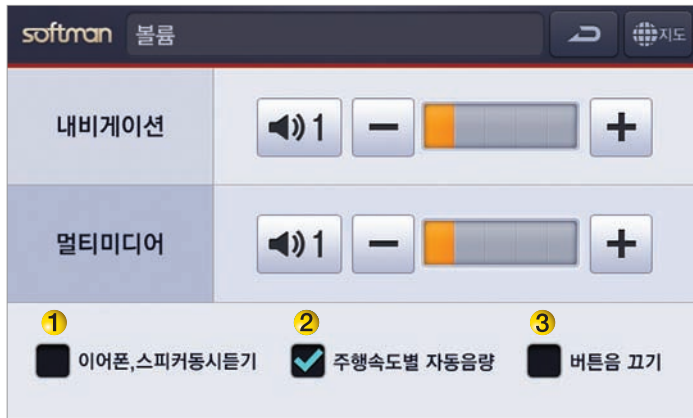 softman 볼륨 지도
내비게이션 1 − +
멀티미디어 1 − +
1 2 3
이어폰,스피커동시듣기 주행속도별 자동음량 버튼음 끄기